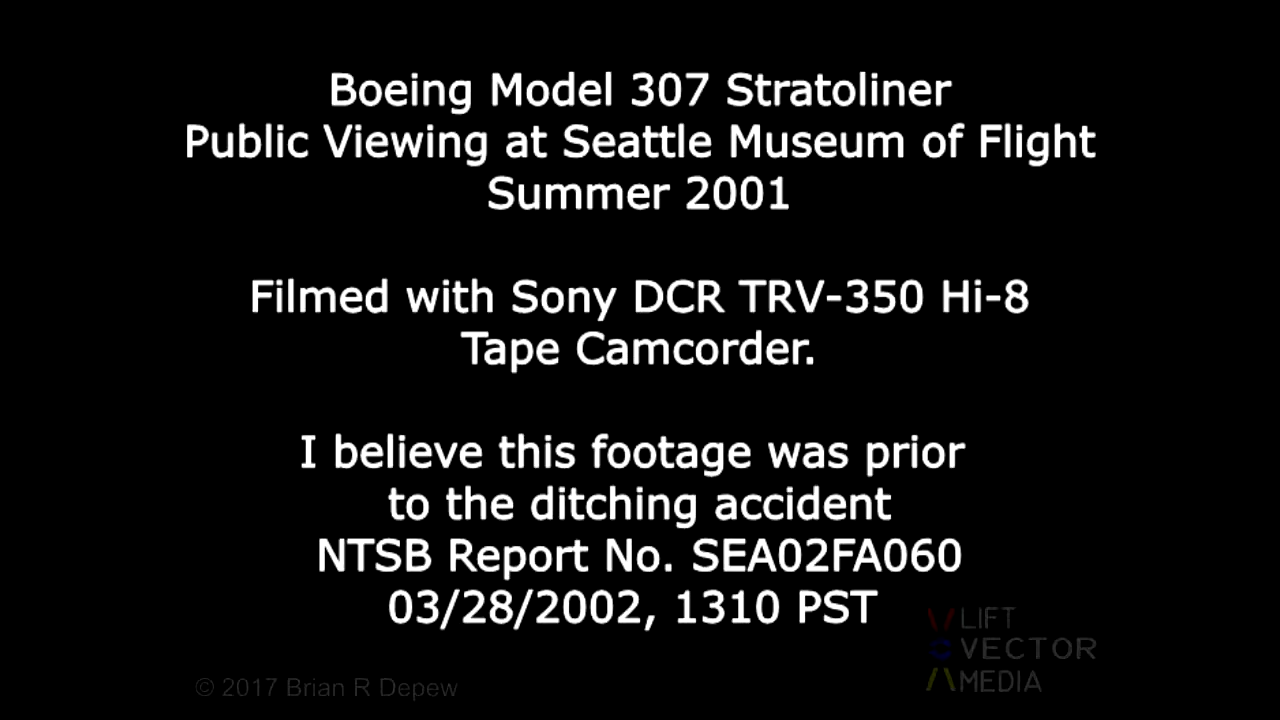 Boeing Model 307 Stratoliner
Public Viewing at Seattle Museum of Flight
Summer 2001
Filmed with Sony DCR TRV-350 Hi-8
Tape Camcorder.
I believe this footage was prior
to the ditching accident
NTSB Report No. SEA02FA060
03/28/2002, 1310 PST
LIFT
VECTOR
MEDIA
© 2017 Brian R Depew